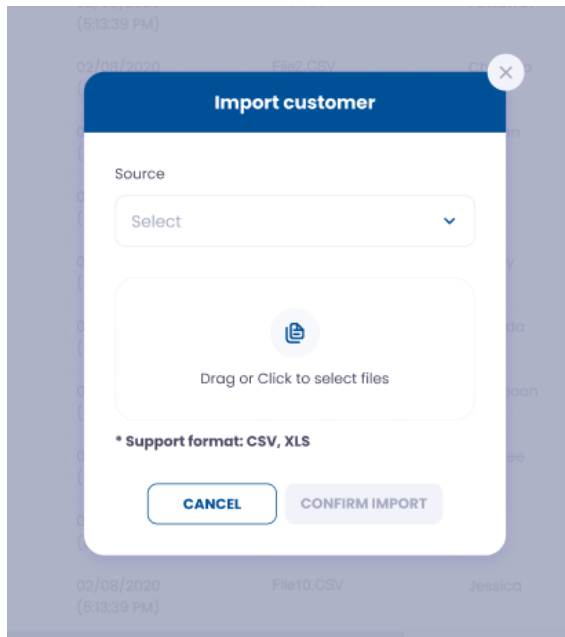 (5:13:39 PM)
02/08/2020 File2.CSV
Import customer
Source
Select
Drag or Click to select files
* Support format: CSV, XLS
CANCEL CONFIRM IMPORT
02/08/2020 File10.CSV Jessica
(5:13:39 PM)